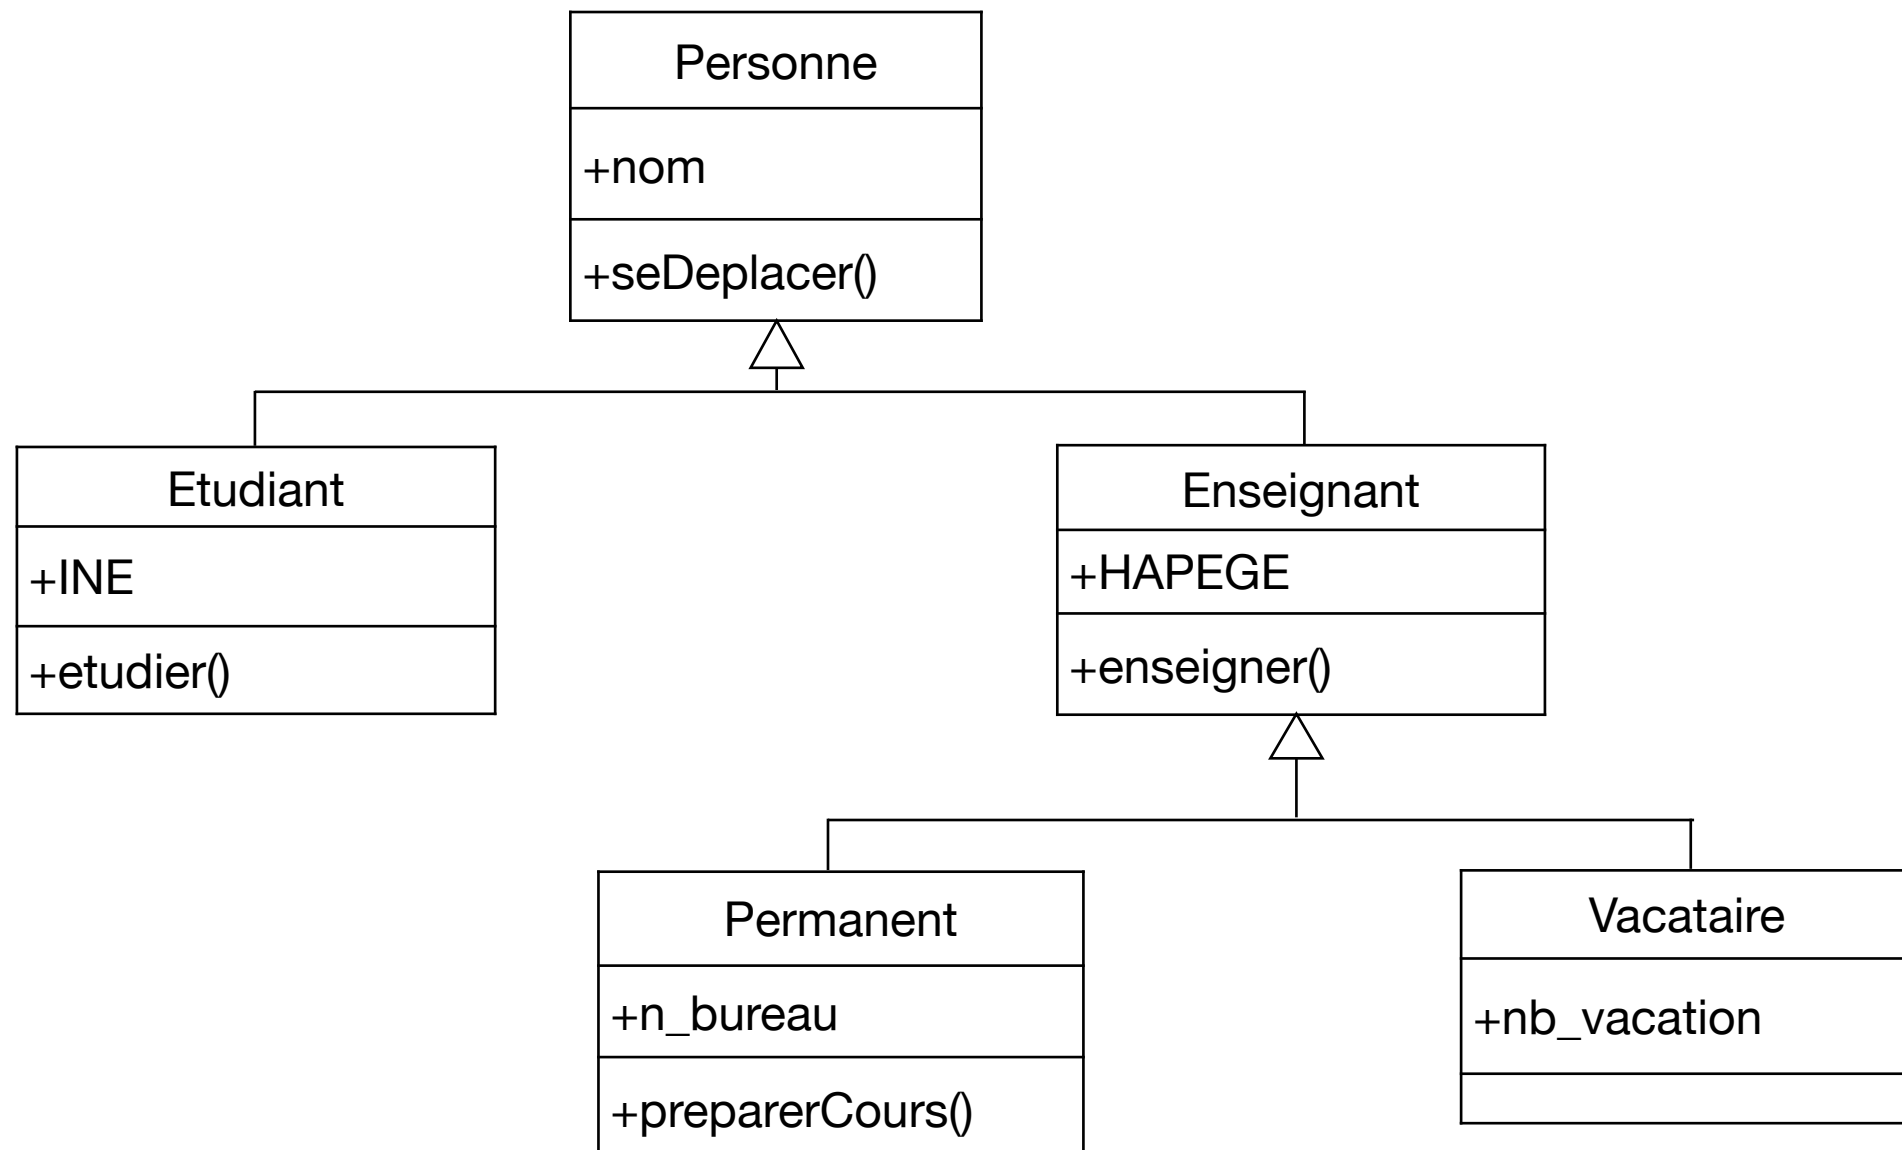 Personne
+nom
+seDeplacer()
Etudiant
+INE
+etudier()
Enseignant
+HAPEGE
+enseigner()
Permanent
+n_bureau
+preparerCours()
Vacataire
+nb_vacation